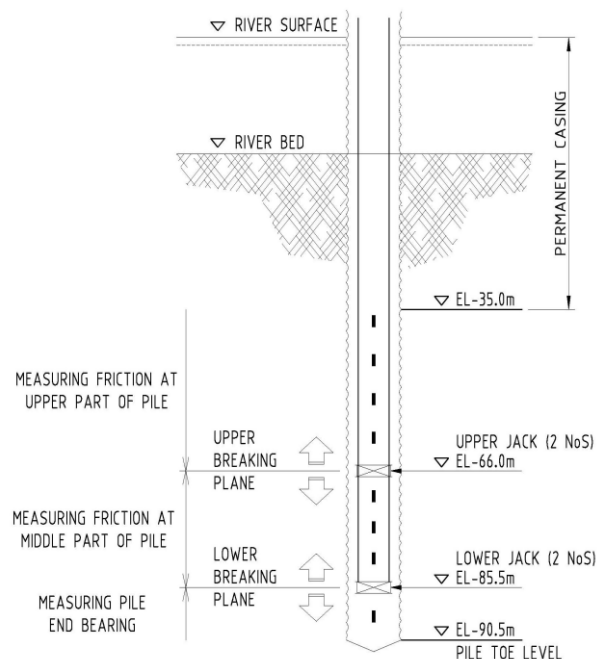 ▽ RIVER SURFACE
▽ RIVER BED
PERMANENT CASING
▽ EL-35.0m
MEASURING FRICTION AT
UPPER PART OF PILE
UPPER
BREAKING
PLANE
UPPER JACK (2 NoS)
▽ EL-66.0m
MEASURING FRICTION AT
MIDDLE PART OF PILE
LOWER
BREAKING
PLANE
LOWER JACK (2 NoS)
▽ EL-85.5m
MEASURING PILE
END BEARING
▽ EL-90.5m
PILE TOE LEVEL